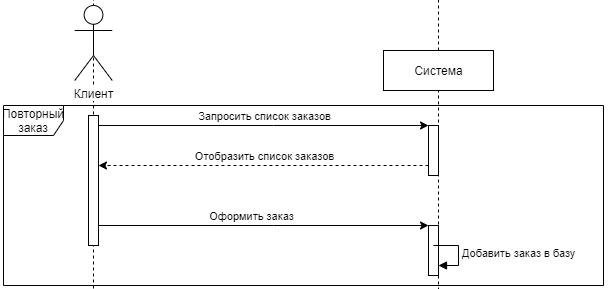 Клиент
Система
Повторный
заказ
Запросить список заказов
Отобразить список заказов
Оформить заказ
Добавить заказ в базу